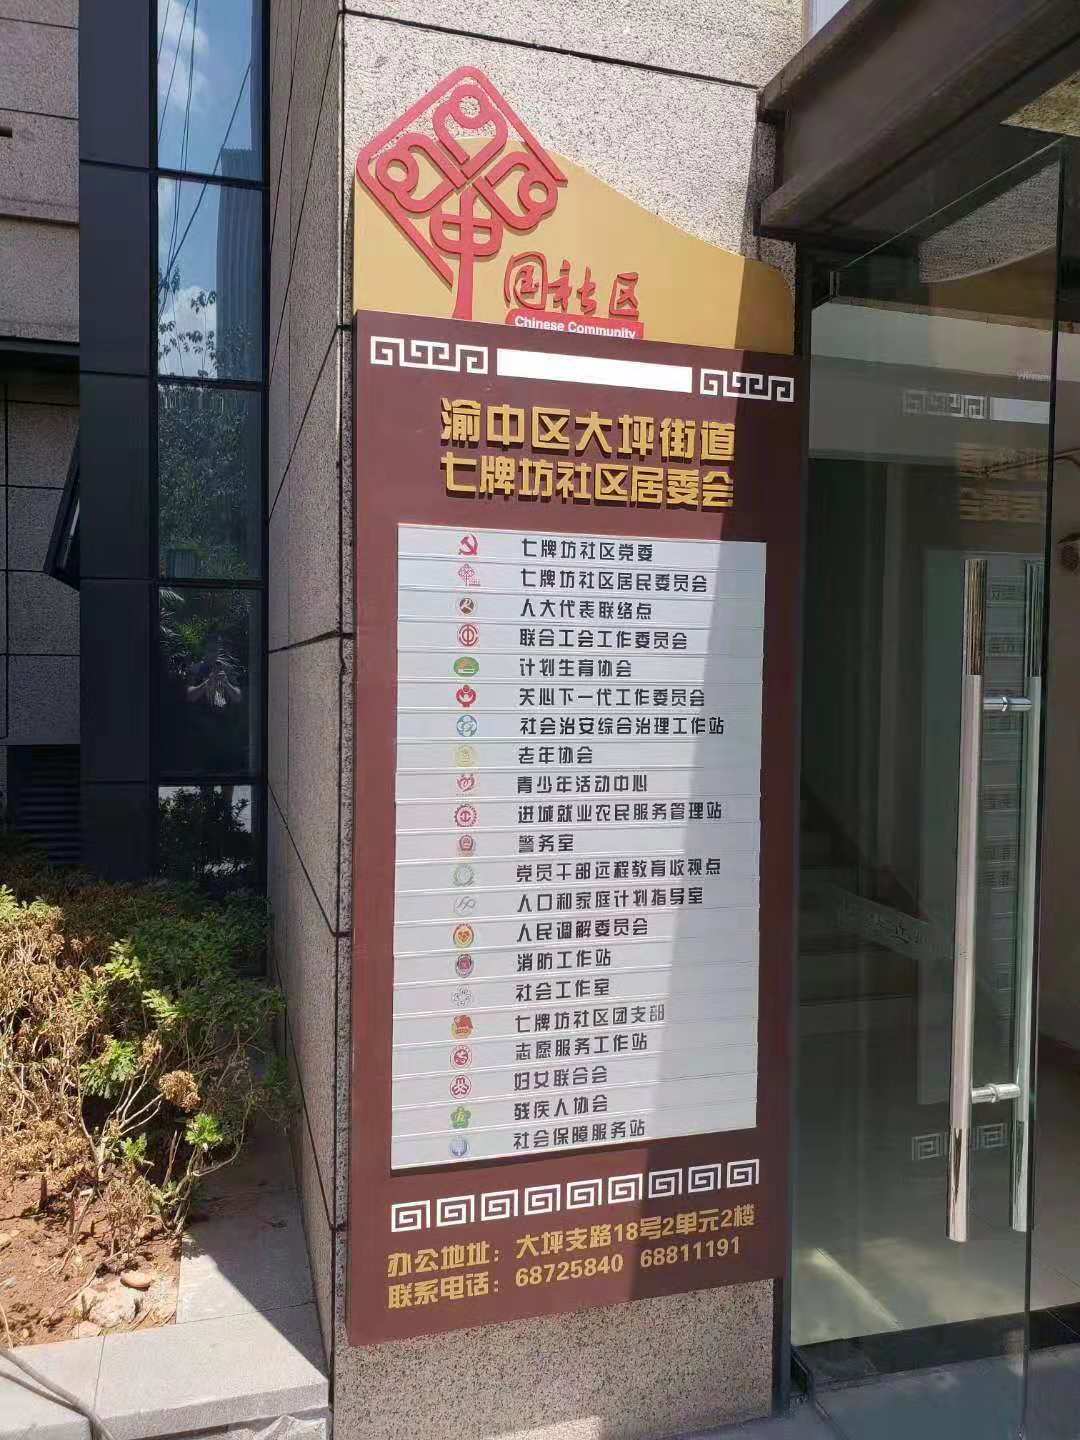 中国社区
Chinese Community
渝中区大坪街道
七牌坊社区居委会
七牌坊社区党委
七牌坊社区居民委员会
人大代表联络点
联合工会工作委员会
计划生育协会
关心下一代工作委员会
社会治安综合治理工作站
老年协会
青少年活动中心
进城就业农民服务管理站
警务室
党员干部远程教育收视点
人口和家庭计划指导室
人民调解委员会
消防工作站
社会工作室
七牌坊社区团支部
志愿服务工作站
妇女联合会
残疾人协会
社会保障服务站
办公地址：大坪支路18号2单元2楼
联系电话：68725840 68811191